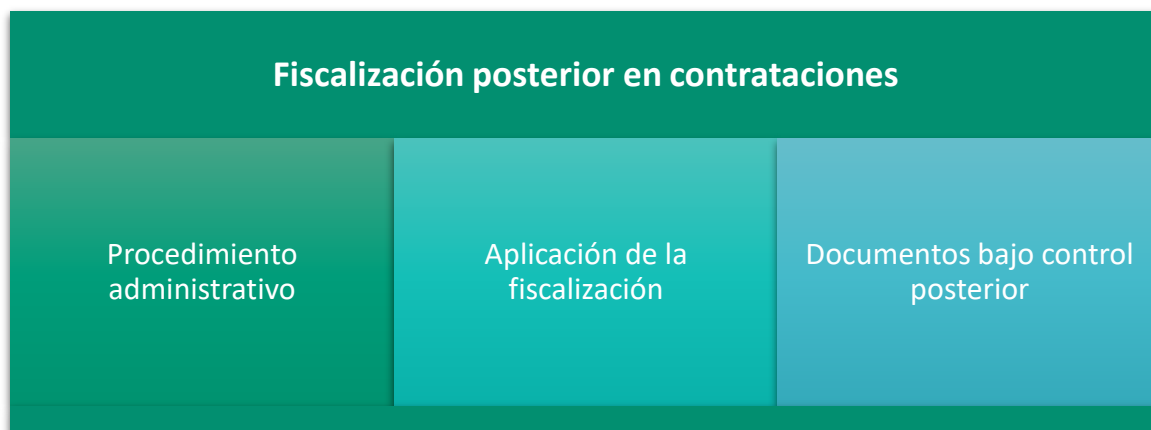 Fiscalización posterior en contrataciones
Procedimiento
administrativo
Aplicación de la
fiscalización
Documentos bajo control
posterior